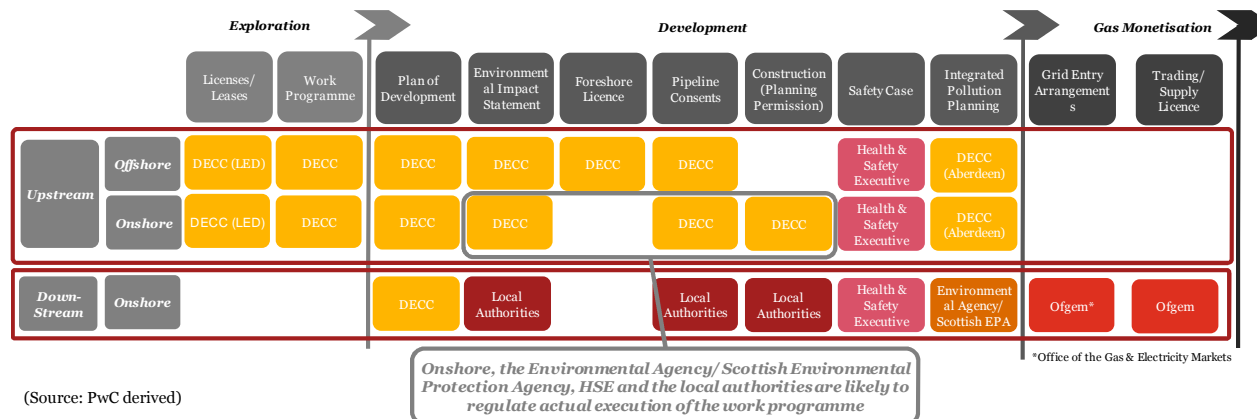 Exploration
Development
Gas Monetisation
Licenses/
Leases
Work
Programme
Plan of
Development
Environment
al Impact
Statement
Foreshore
Licence
Pipeline
Consents
Construction
(Planning
Permission)
Safety Case
Integrated
Pollution
Planning
Grid Entry
Arrangement
s
Trading/
Supply
Licence
Upstream
Offshore
DECC (LED)
DECC
DECC
DECC
DECC
DECC
Health &
Safety
Executive
DECC
(Aberdeen)
Onshore
DECC (LED)
DECC
DECC
DECC
DECC
DECC
Health &
Safety
Executive
DECC
(Aberdeen)
Down-
Stream
Onshore
DECC
Local
Authorities
Local
Authorities
Local
Authorities
Health &
Safety
Executive
Environment
al Agency/
Scottish EPA
Ofgem*
Ofgem
*Office of the Gas & Electricity Markets
Onshore, the Environmental Agency/ Scottish Environmental
Protection Agency, HSE and the local authorities are likely to
regulate actual execution of the work programme
(Source: PwC derived)